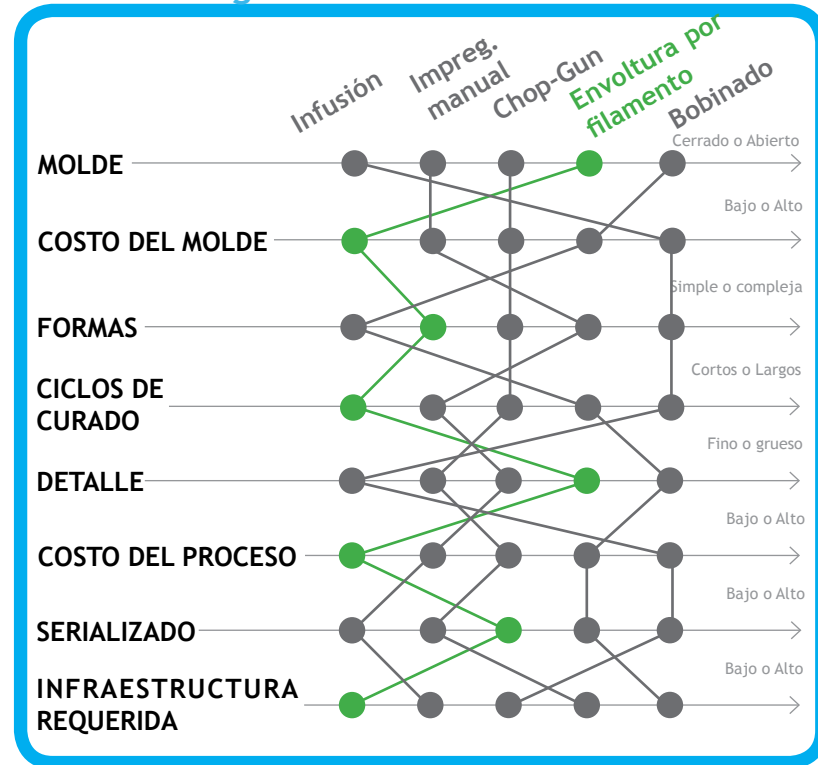 Infusión
Impreg.
manual
Chop-Gun
Envoltura por
filamento
Bobinado
Cerrado o Abierto
MOLDE
Bajo o Alto
COSTO DEL MOLDE
Simple o compleja
FORMAS
Cortos o Largos
CICLOS DE
CURADO
Fino o grueso
DETALLE
Bajo o Alto
COSTO DEL PROCESO
Bajo o Alto
SERIALIZADO
Bajo o Alto
INFRAESTRUCTURA
REQUERIDA